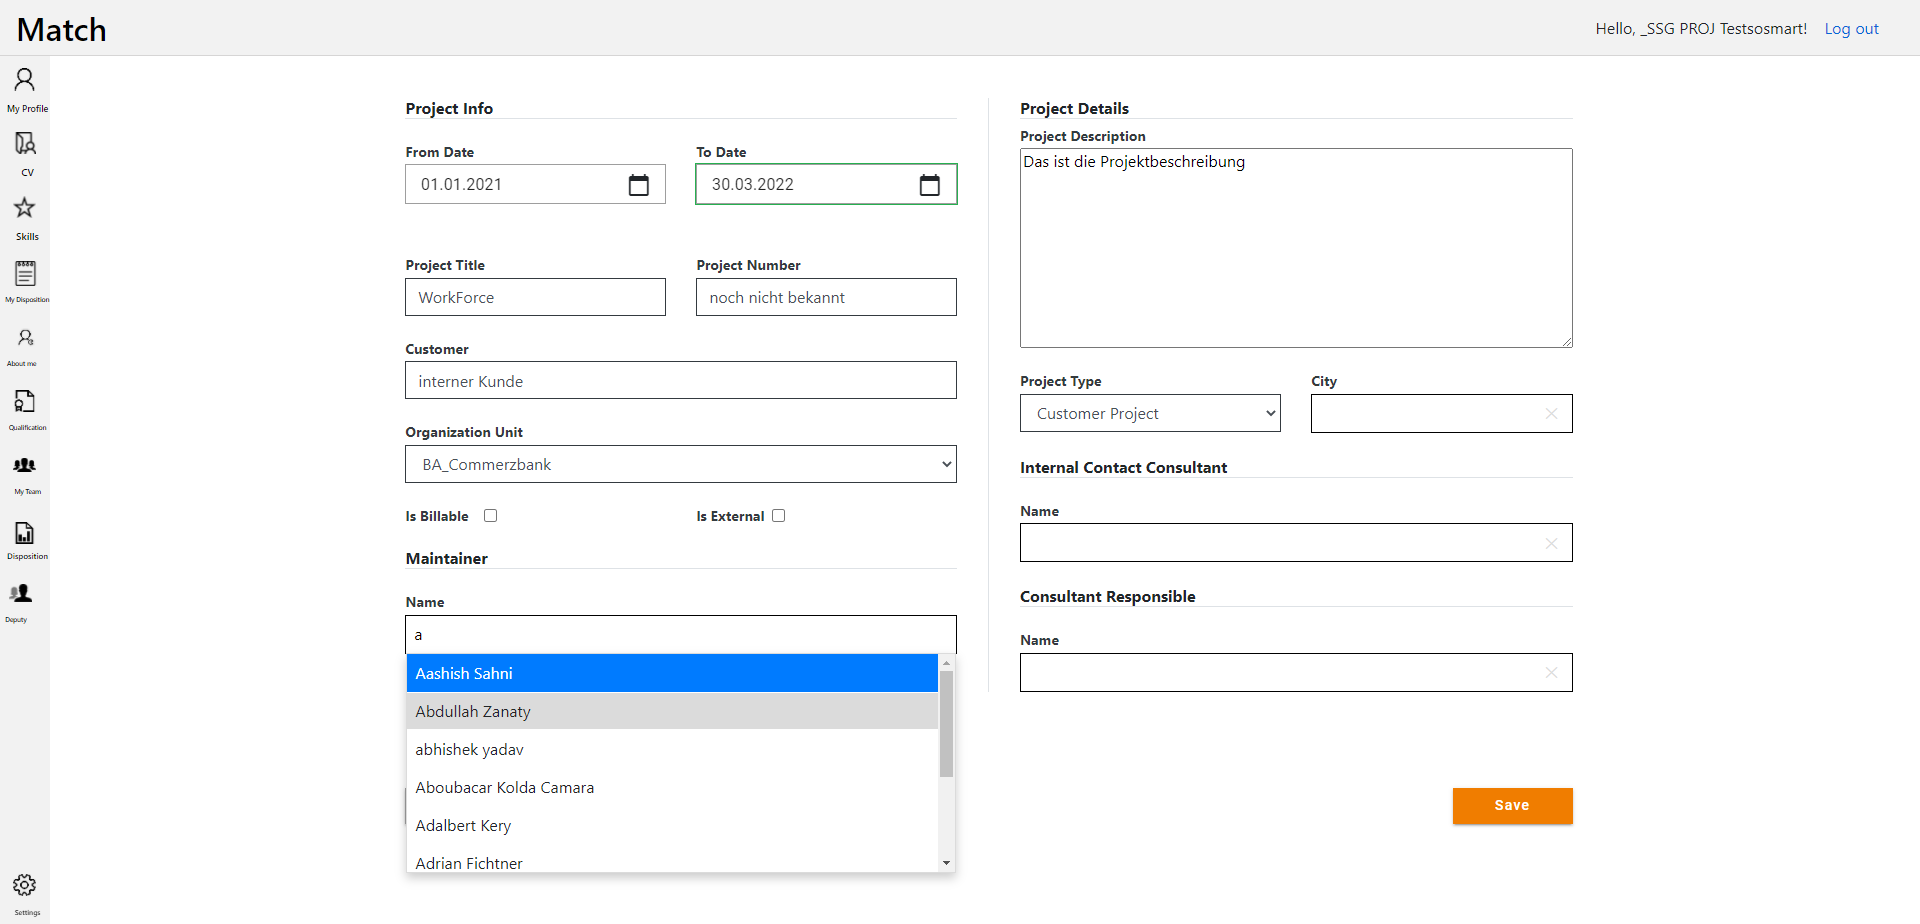 Match
Hello, _SSG PROJ Testsosmart! Log out
My Profile
CV
Skills
My Disposition
About me
Qualification
My Team
Disposition
Deputy
Settings
Project Info
From Date
To Date
01.01.2021
30.03.2022
Project Title
Project Number
WorkForce
noch nicht bekannt
Customer
interner Kunde
Organization Unit
BA_Commerzbank
Is Billable
Is External
Maintainer
Name
a
Aashish Sahni
Abdullah Zanaty
abhishek yadav
Aboubacar Kolda Camara
Adalbert Kery
Adrian Fichtner
Project Details
Project Description
Das ist die Projektbeschreibung
Project Type
City
Customer Project
Internal Contact Consultant
Name
Consultant Responsible
Name
Save